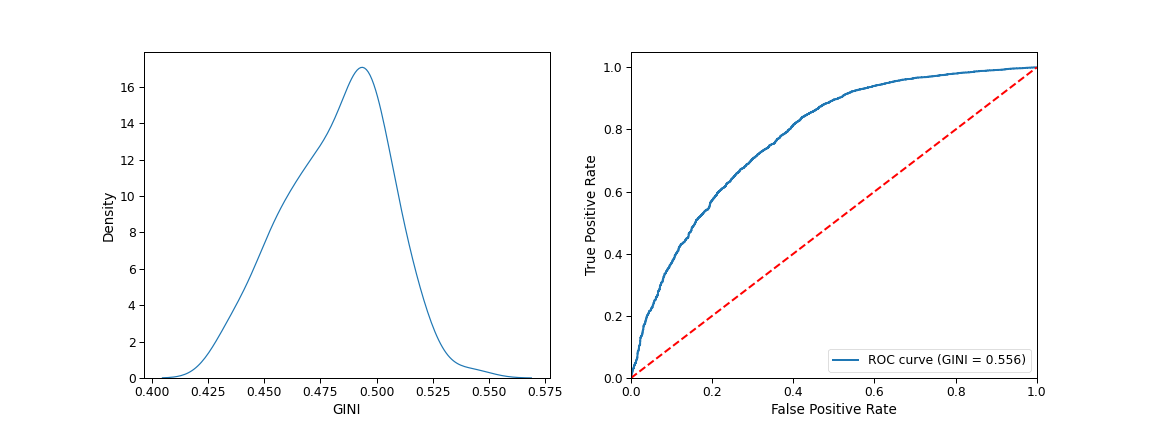 16
14
12
10
8
6
4
2
0
Density
0.400 0.425 0.450 0.475 0.500 0.525 0.550 0.575
GINI
1.0
0.8
0.6
0.4
0.2
0.0
True Positive Rate
ROC curve (GINI = 0.556)
0.0 0.2 0.4 0.6 0.8 1.0
False Positive Rate